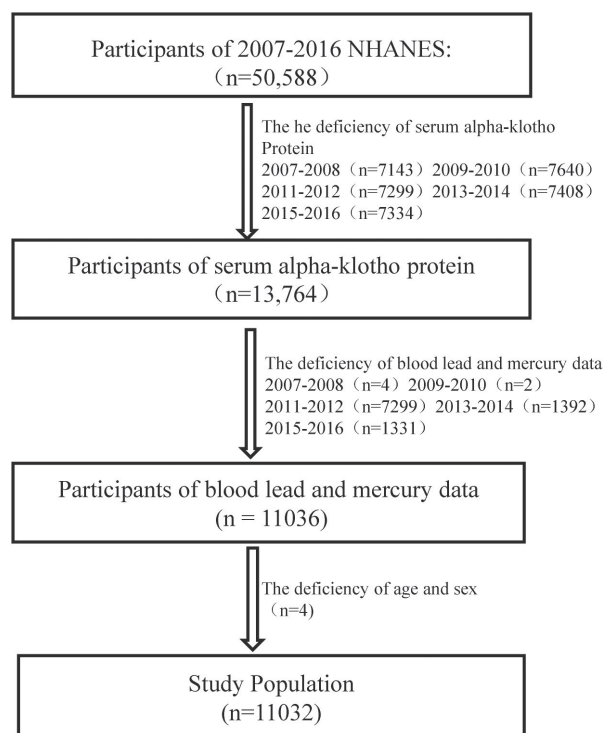 Participants of 2007-2016 NHANES:
（n=50,588）
The he deficiency of serum alpha-klotho
Protein
2007-2008（n=7143）2009-2010（n=7640）
2011-2012（n=7299）2013-2014（n=7408）
2015-2016（n=7334）
Participants of serum alpha-klotho protein
（n=13,764）
The deficiency of blood lead and mercury data
2007-2008（n=4）2009-2010（n=2）
2011-2012（n=7299）2013-2014（n=1392）
2015-2016（n=1331）
Participants of blood lead and mercury data
(n = 11036)
The deficiency of age and sex
（n=4)
Study Population
(n=11032)